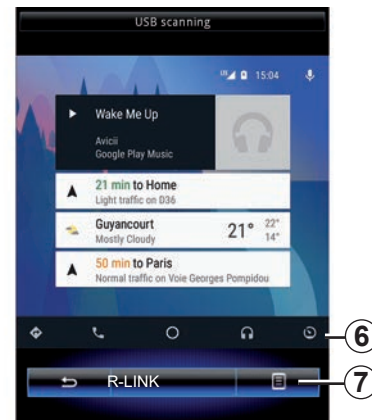 USB scanning
15:04
Wake Me Up
Avicii
Google Play Music
21 min to Home
Light traffic on D36
Guyancourt
Mostly Cloudy
21° 22°
14°
50 min to Paris
Normal traffic on Voie Georges Pompidou
6
R-LINK
7